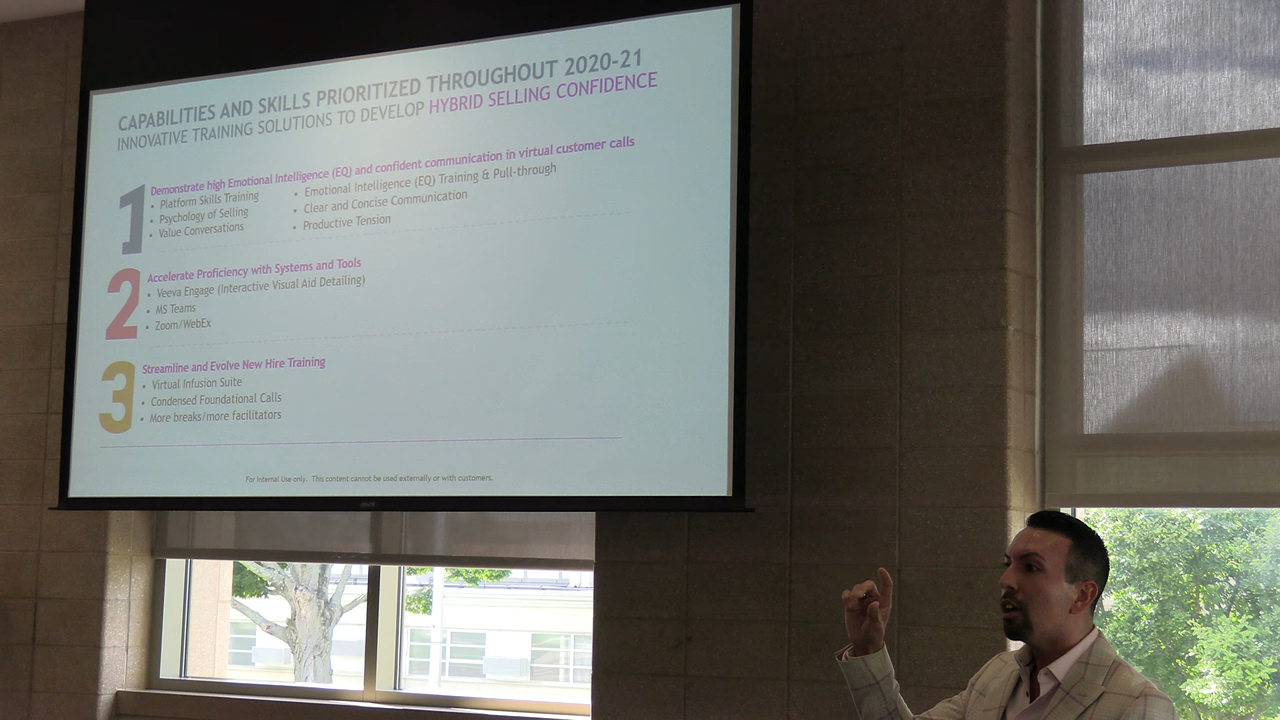 CAPABILITIES AND SKILLS PRIORITIZED THROUGHOUT 2020-21
INNOVATIVE TRAINING SOLUTIONS TO DEVELOP HYBRID SELLING CONFIDENCE
1
Demonstrate high Emotional Intelligence (EQ) and confident communication in virtual customer calls
• Platform Skills Training
• Psychology of Selling
• Value Conversations
• Emotional Intelligence (EQ) Training & Pull-through
• Clear and Concise Communication
• Productive Tension
2
Accelerate Proficiency with Systems and Tools
• Veeva Engage (Interactive Visual Aid Detailing)
• MS Teams
• Zoom/WebEx
3
Streamline and Evolve New Hire Training
• Virtual Infusion Suite
• Condensed Foundational Calls
• More breaks/more facilitators
For Internal Use only. This content cannot be used externally or with customers.